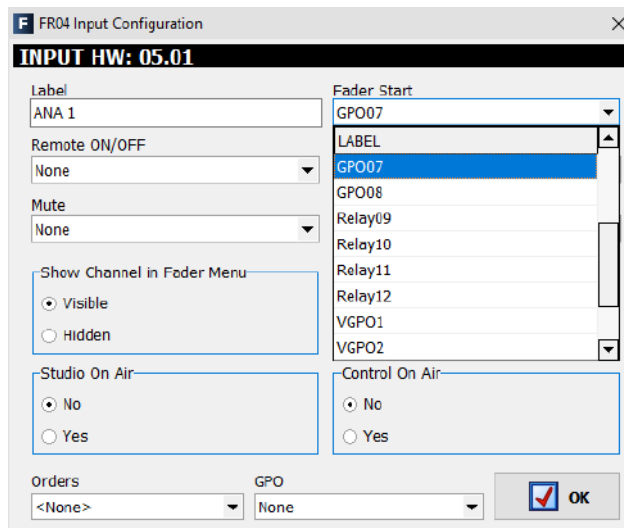 F FR04 Input Configuration
INPUT HW: 05.01
Label
ANA 1
Fader Start
GPO07
LABEL
GPO07
GPO08
Relay09
Relay10
Relay11
Relay12
VGPO1
VGPO2
Remote ON/OFF
None
Mute
None
Show Channel in Fader Menu
Visible
Hidden
Studio On Air
No
Yes
Control On Air
No
Yes
Orders
<None>
GPO
None
OK